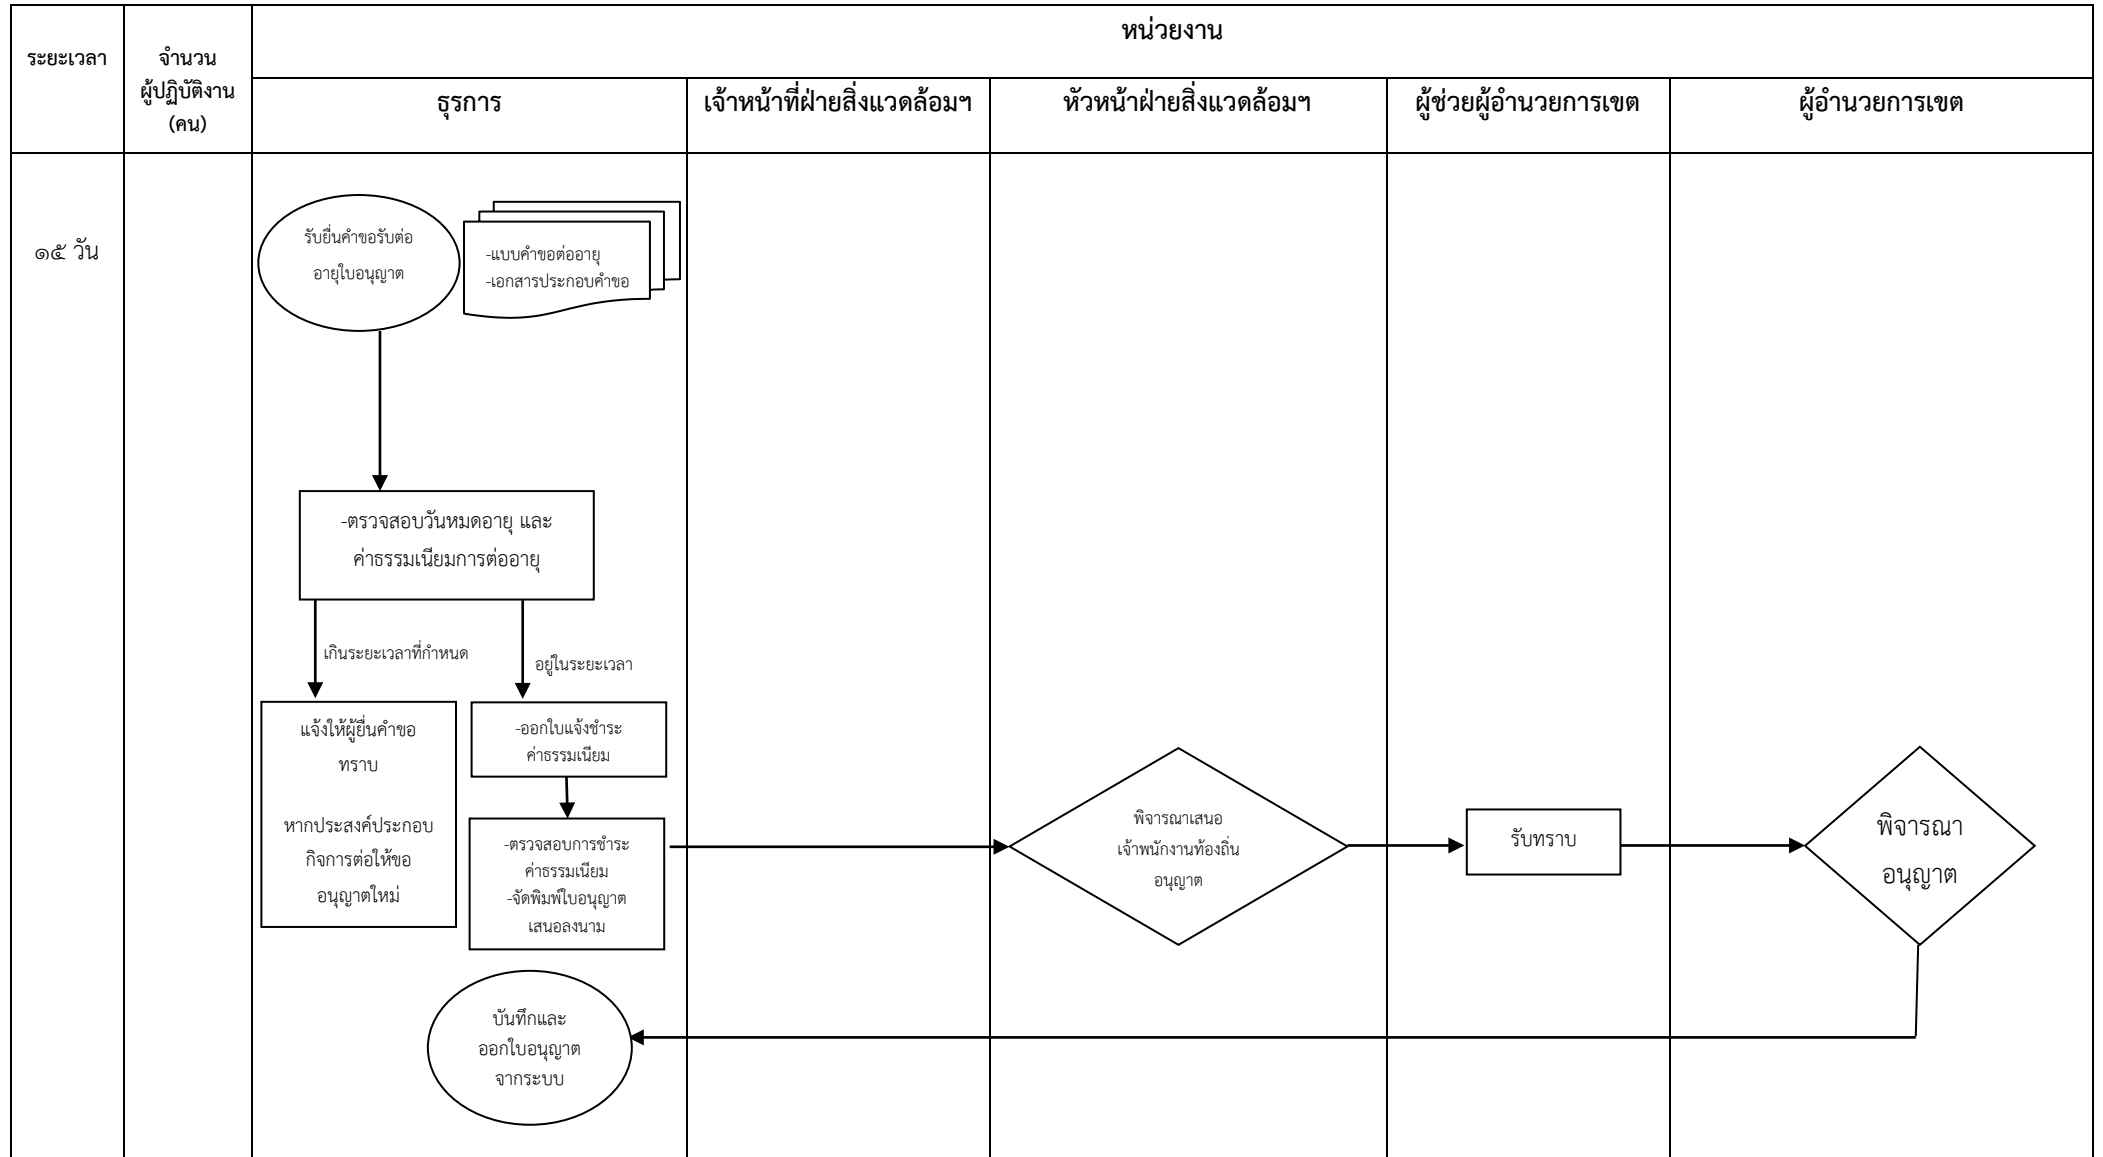 หน่วยงาน
ระยะเวลา
จำนวน
ผู้ปฏิบัติงาน
(คน)
ธุรการ
เจ้าหน้าที่ฝ่ายสิ่งแวดล้อมฯ
หัวหน้าฝ่ายสิ่งแวดล้อมฯ
ผู้ช่วยผู้อำนวยการเขต
ผู้อำนวยการเขต
๑๕ วัน
รับยื่นคำขอรับต่อ
อายุใบอนุญาต
-แบบคำขอต่ออายุ
-เอกสารประกอบคำขอ
-ตรวจสอบวันหมดอายุ และ
ค่าธรรมเนียมการต่ออายุ
เกินระยะเวลาที่กำหนด
อยู่ในระยะเวลา
แจ้งให้ผู้ยื่นคำขอ
ทราบ
หากประสงค์ประกอบ
กิจการต่อให้ขอ
อนุญาตใหม่
-ออกใบแจ้งชำระ
ค่าธรรมเนียม
-ตรวจสอบการชำระ
ค่าธรรมเนียม
-จัดพิมพ์ใบอนุญาต
เสนอลงนาม
พิจารณาเสนอ
เจ้าพนักงานท้องถิ่น
อนุญาต
รับทราบ
พิจารณา
อนุญาต
บันทึกและ
ออกใบอนุญาต
จากระบบ